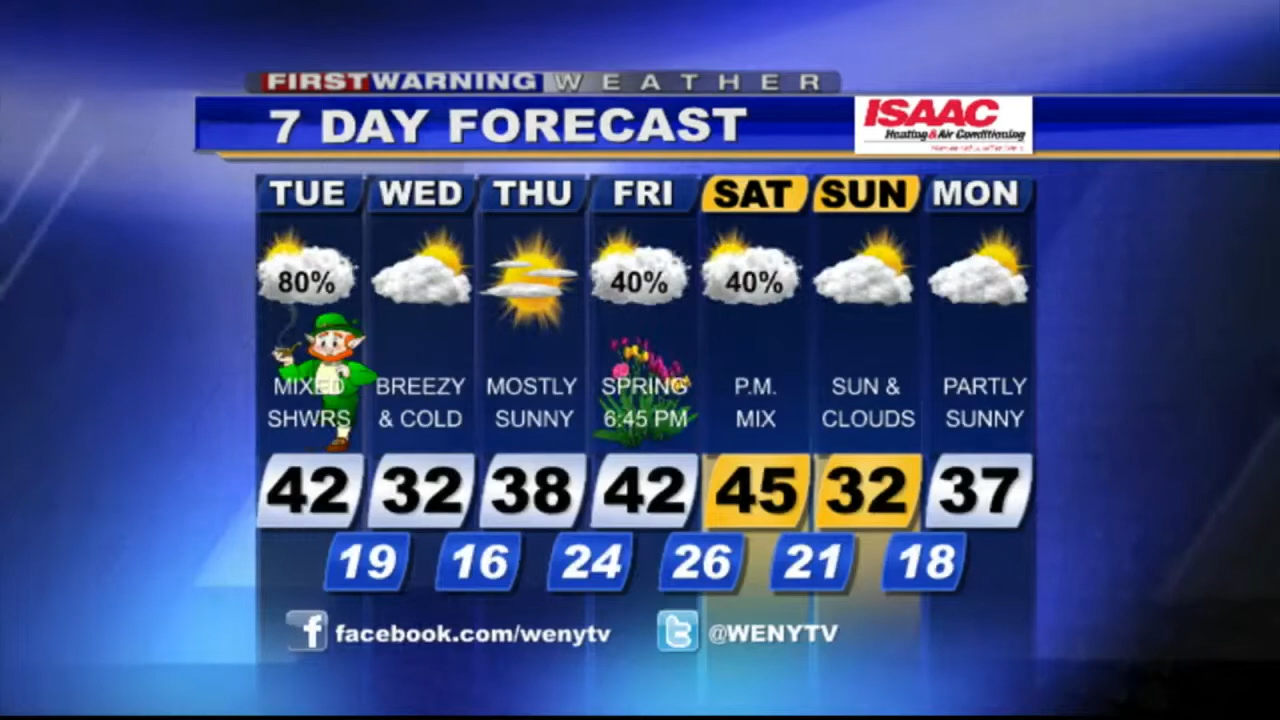 FIRST WARNING WEATHER
7 DAY FORECAST
ISAAC
Heating & Air Conditioning
TUE WED THU FRI SAT SUN MON
80% 40% 40%
MIXED BREEZY MOSTLY SPRING P.M. SUN & PARTLY
SHWRS & COLD SUNNY 6:45 PM MIX CLOUDS SUNNY
42 32 38 42 45 32 37
19 16 24 26 21 18
facebook.com/wenytv @WENYTV